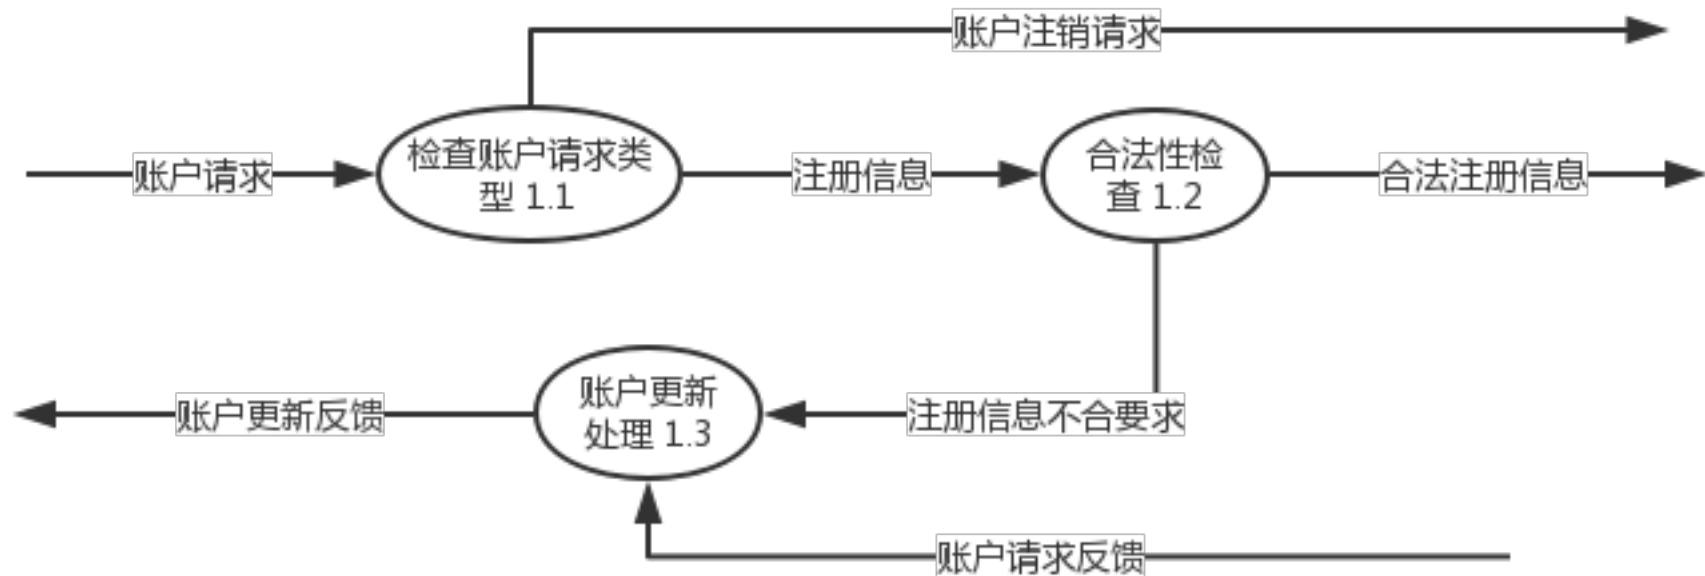 账户注销请求
账户请求
检查账户请求类
型 1.1
注册信息
合法性检
查 1.2
合法注册信息
账户更新反馈
账户更新
处理 1.3
注册信息不合要求
账户请求反馈